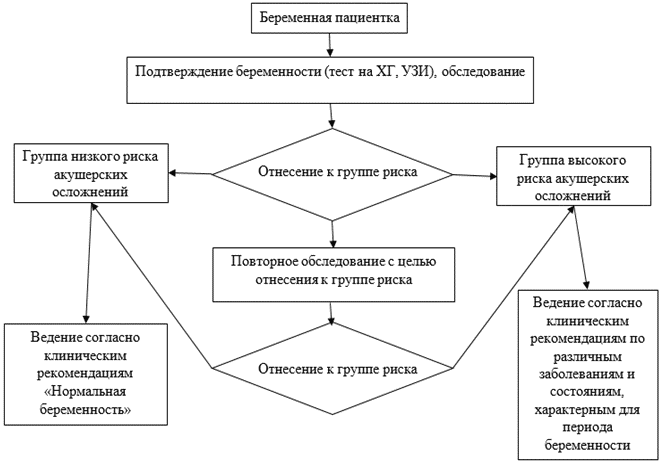 Беременная пациентка
Подтверждение беременности (тест на ХГ, УЗИ), обследование
Группа низкого риска
акушерских
осложнений
Отнесение к группе риска
Группа высокого
риска акушерских
осложнений
Повторное обследование с целью
отнесения к группе риска
Ведение согласно
клиническим
рекомендациям
«Нормальная
беременность»
Отнесение к группе риска
Ведение согласно
клиническим
рекомендациям по
различным
заболеваниям и
состояниям,
характерным для
периода
беременности